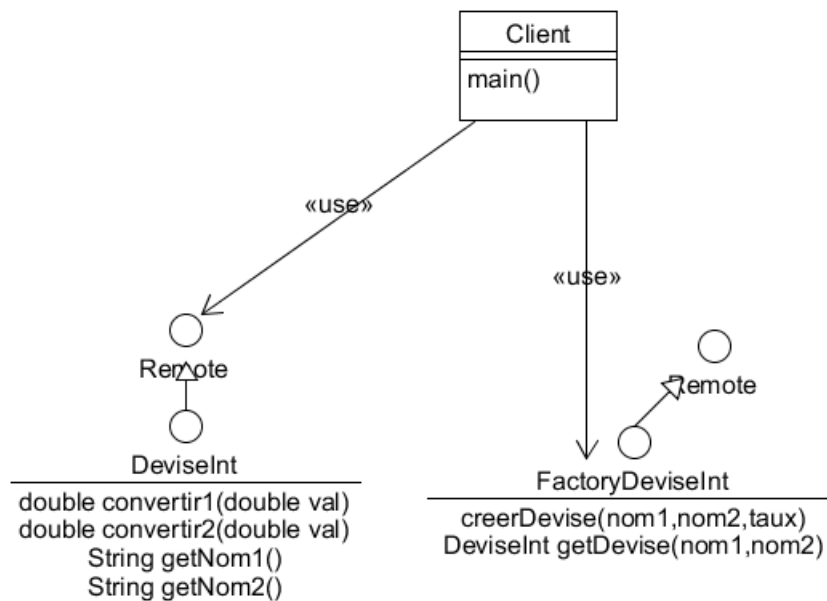 Client
main()
«use»
«use»
Remote
Remote
DeviseInt
double convertir1(double val)
double convertir2(double val)
String getNom1()
String getNom2()
FactoryDeviseInt
creerDevise(nom1,nom2,taux)
DeviseInt getDevise(nom1,nom2)